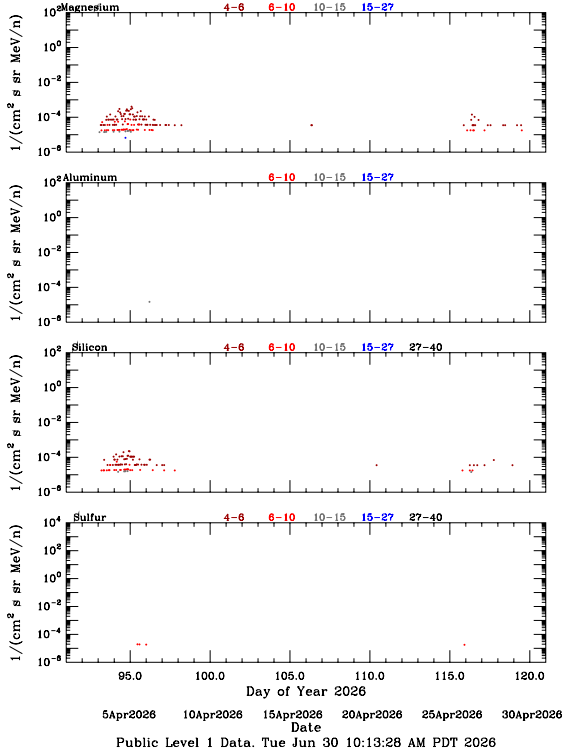 Magnesium 4-6 6-10 10-15 15-27
10² 10⁰ 10⁻² 10⁻⁴ 10⁻⁶
1/(cm² s sr MeV/n)
Aluminum 6-10 10-15 15-27
10² 10⁰ 10⁻² 10⁻⁴ 10⁻⁶
1/(cm² s sr MeV/n)
Silicon 4-6 6-10 10-15 15-27 27-40
10² 10⁰ 10⁻² 10⁻⁴ 10⁻⁶
1/(cm² s sr MeV/n)
Sulfur 4-6 6-10 10-15 15-27 27-40
10⁴ 10² 10⁰ 10⁻² 10⁻⁴ 10⁻⁶
1/(cm² s sr MeV/n)
95.0 100.0 105.0 110.0 115.0 120.0
Day of Year 2026
5Apr2026 10Apr2026 15Apr2026 20Apr2026 25Apr2026 30Apr2026
Date
Public Level 1 Data. Tue Jun 30 10:13:28 AM PDT 2026